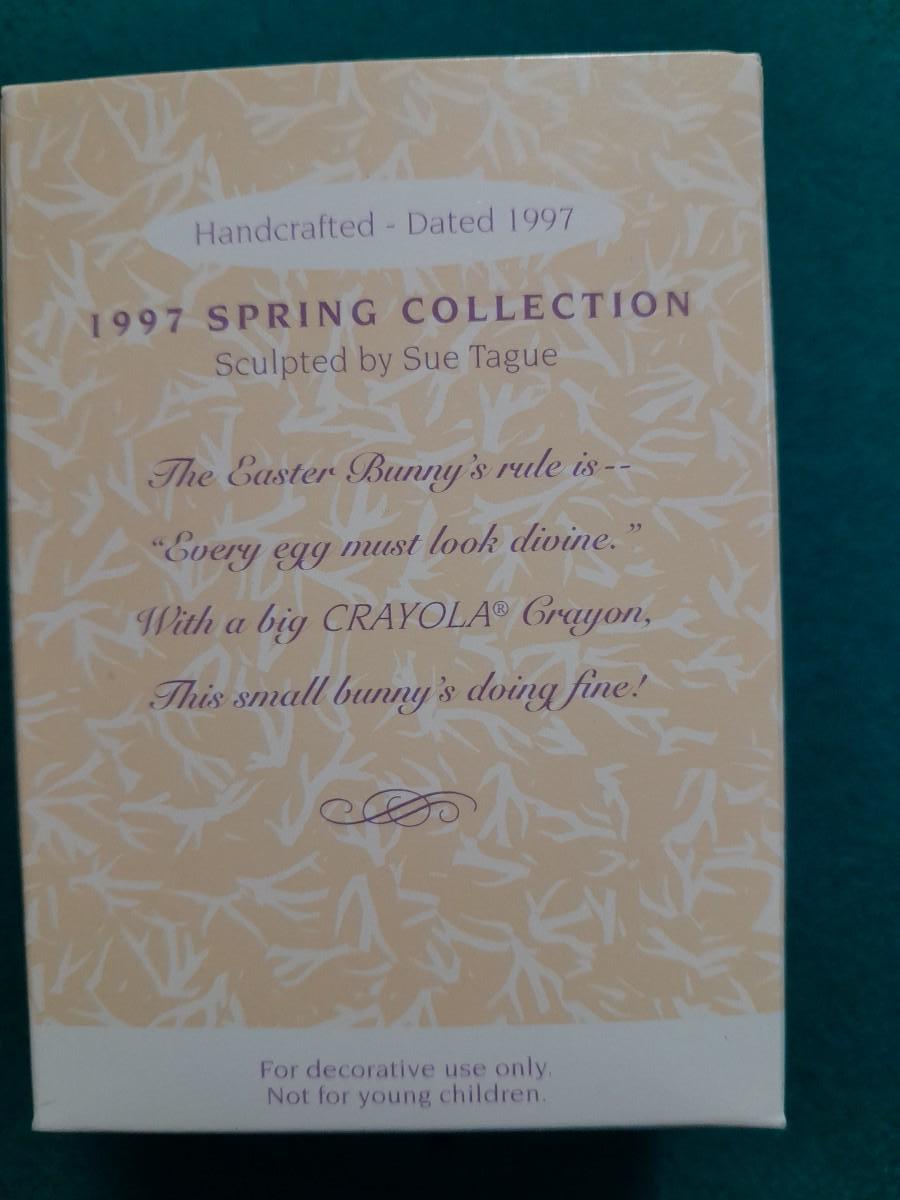 Handcrafted - Dated 1997
1997 SPRING COLLECTION
Sculpted by Sue Tague
The Easter Bunny's rule is--
“Every egg must look divine.”
With a big CRAYOLA® Crayon,
This small bunny's doing fine!
For decorative use only.
Not for young children.